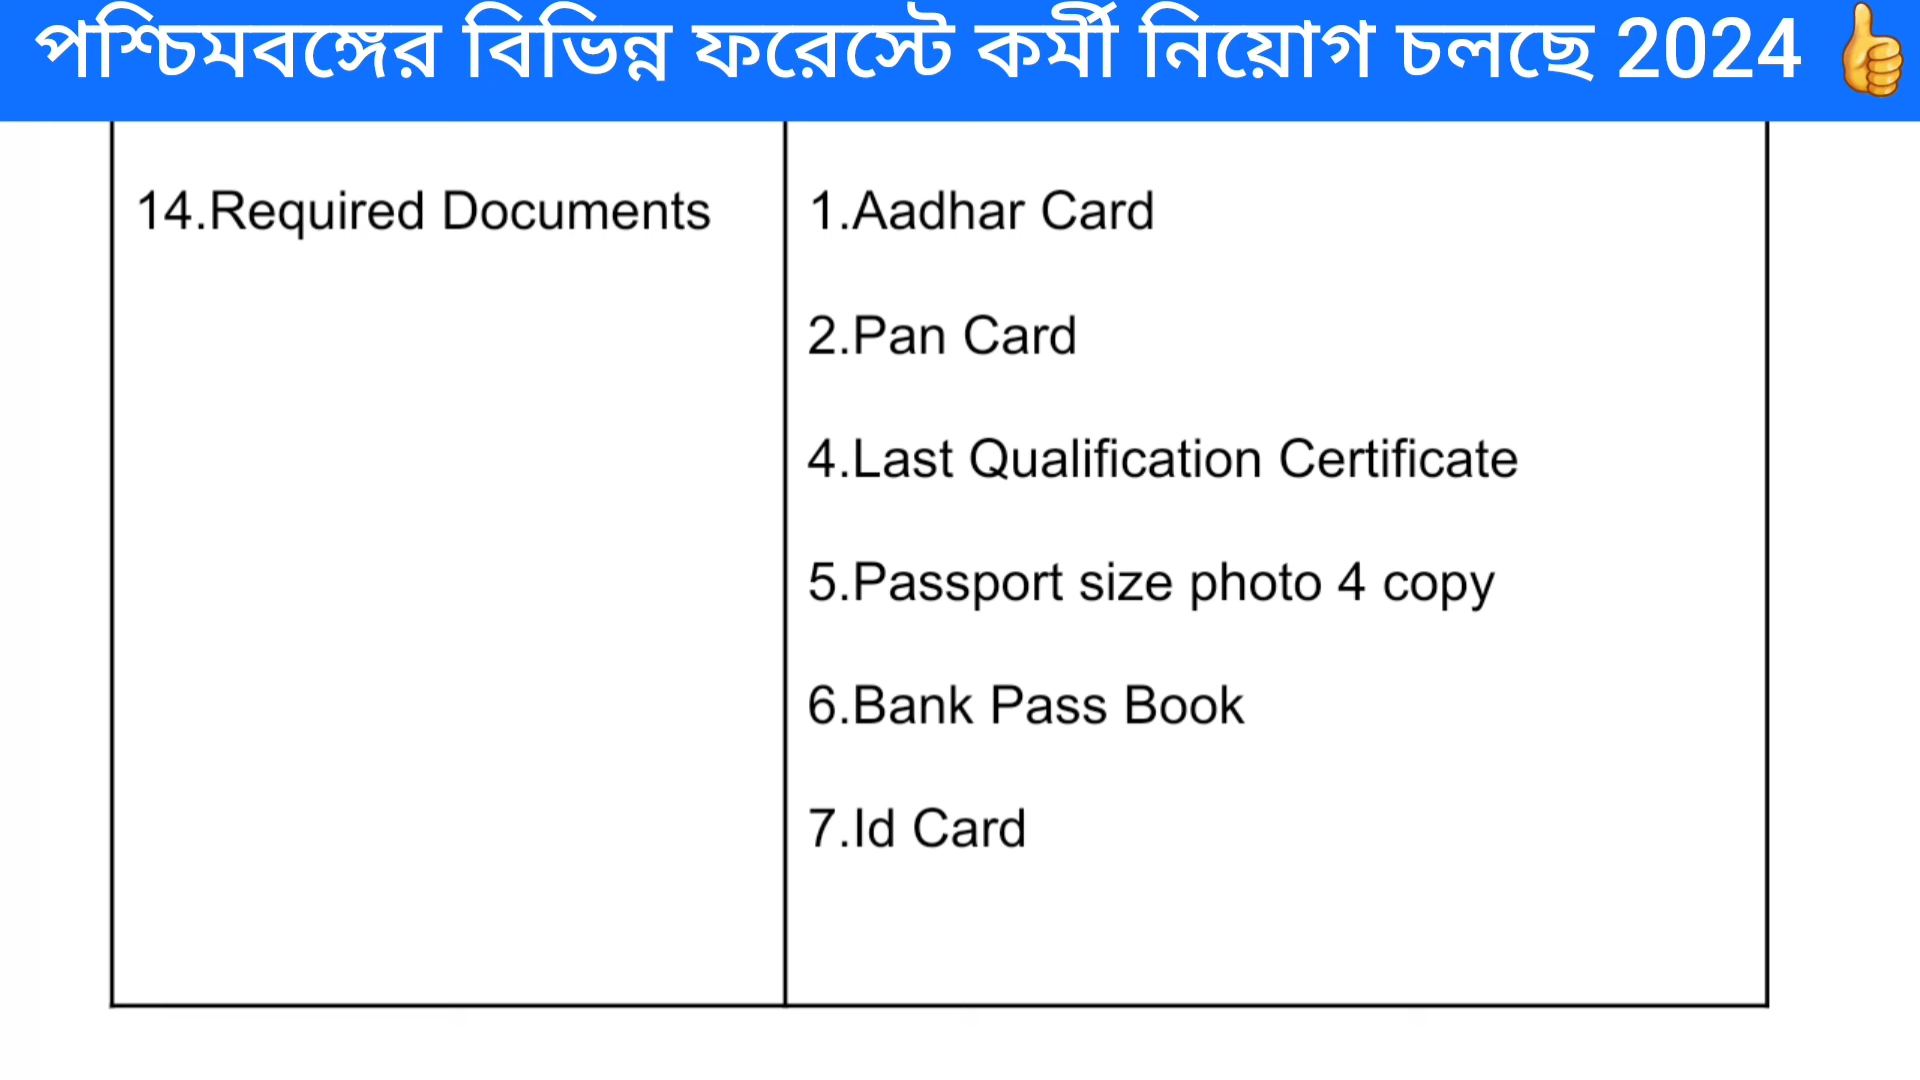 পশ্চিমবঙ্গের বিভিন্ন ফরেস্টে কর্মী নিয়োগ চলছে 2024 👍
14.Required Documents
1.Aadhar Card
2.Pan Card
4.Last Qualification Certificate
5.Passport size photo 4 copy
6.Bank Pass Book
7.Id Card